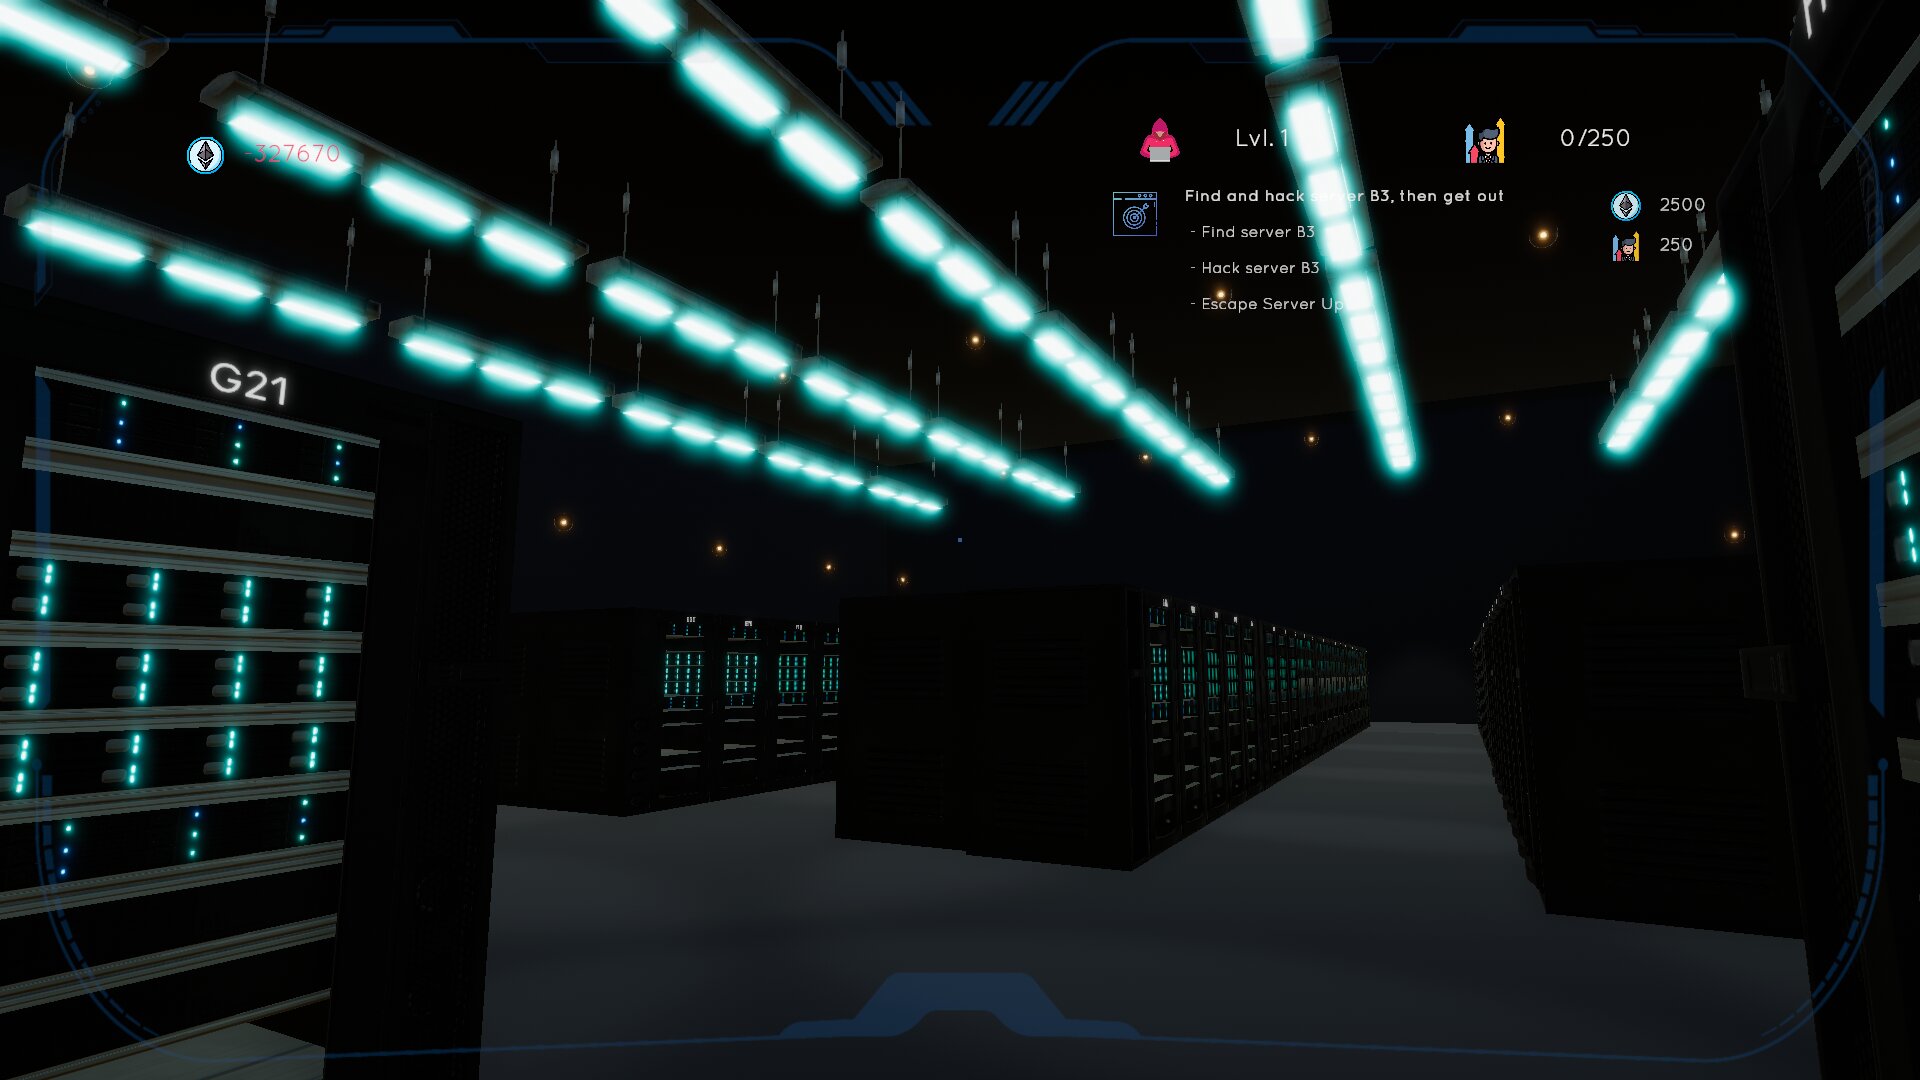 Lvl. 1
0/250
-327670
Find and hack server B3, then get out
2500
- Find server B3
250
- Hack server B3
- Escape Server Up
G21